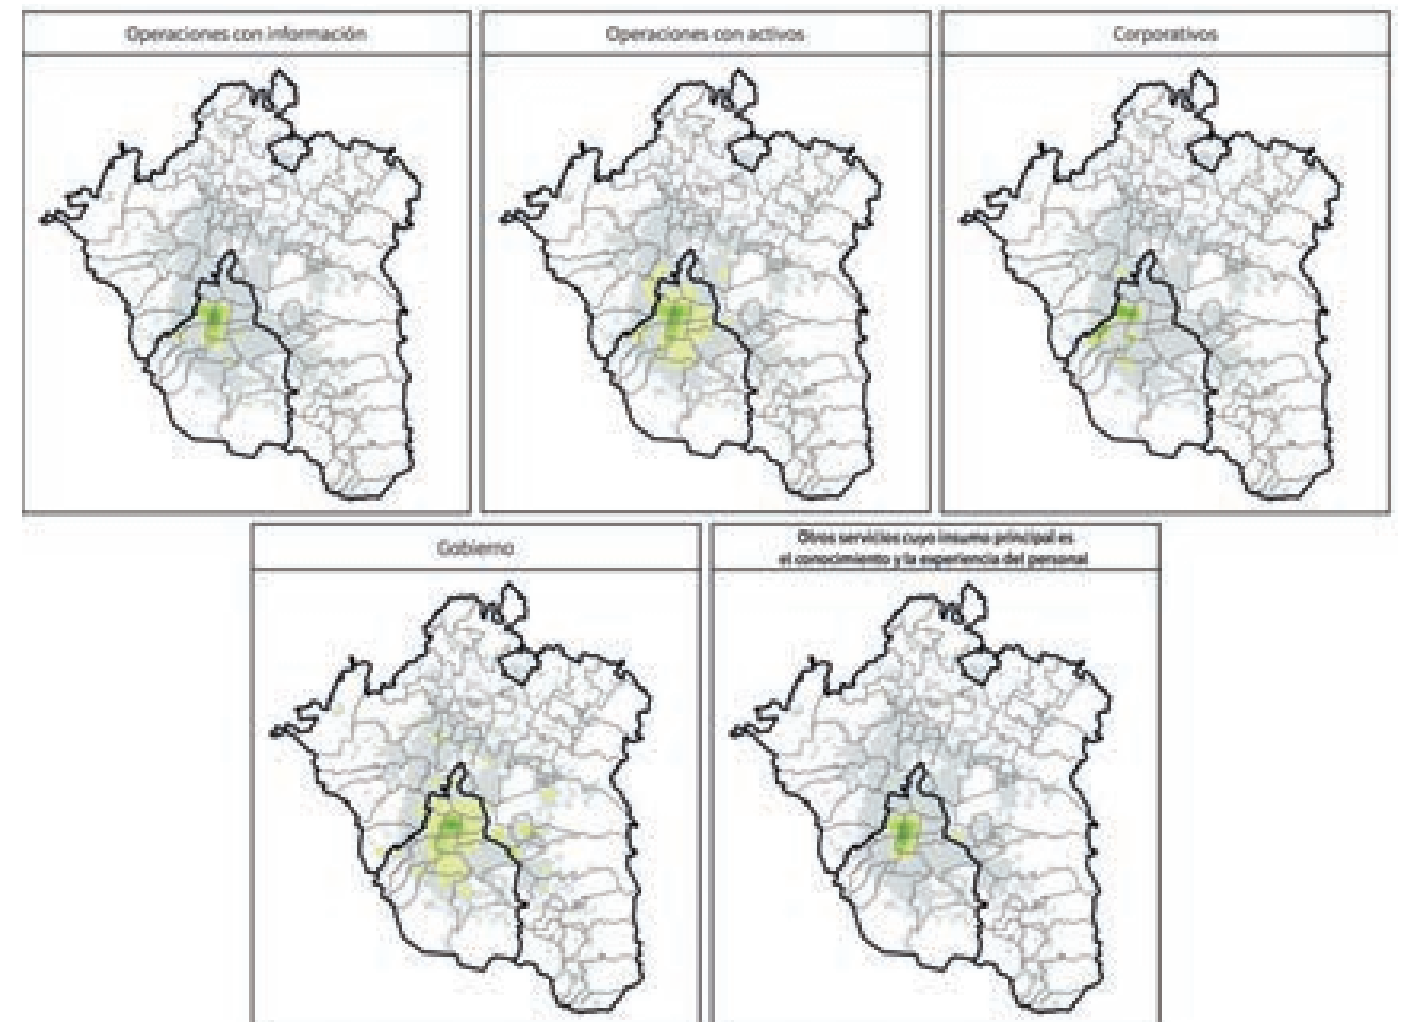 Operaciones con información
Operaciones con activos
Corporativos
Gobierno
Otros servicios cuyo insumo principal es
el conocimiento y la experiencia del personal